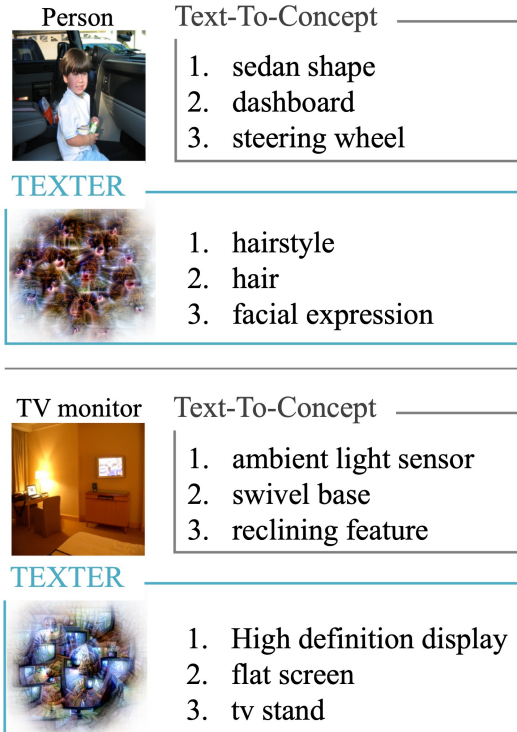 Person
Text-To-Concept
1. sedan shape
2. dashboard
3. steering wheel
TEXTER
1. hairstyle
2. hair
3. facial expression
TV monitor
Text-To-Concept
1. ambient light sensor
2. swivel base
3. reclining feature
TEXTER
1. High definition display
2. flat screen
3. tv stand